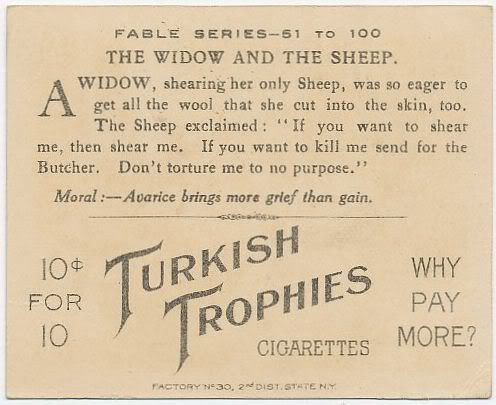 FABLE SERIES—51 TO 100
THE WIDOW AND THE SHEEP.
A WIDOW, shearing her only Sheep, was so eager to
get all the wool that she cut into the skin, too.
The Sheep exclaimed: "If you want to shear
me, then shear me. If you want to kill me send for the
Butcher. Don't torture me to no purpose."
Moral:—Avarice brings more grief than gain.
10¢
FOR
10
TURKISH
TROPHIES
CIGARETTES
WHY
PAY
MORE?
FACTORY Nº 30, 2ND DIST. STATE N.Y.